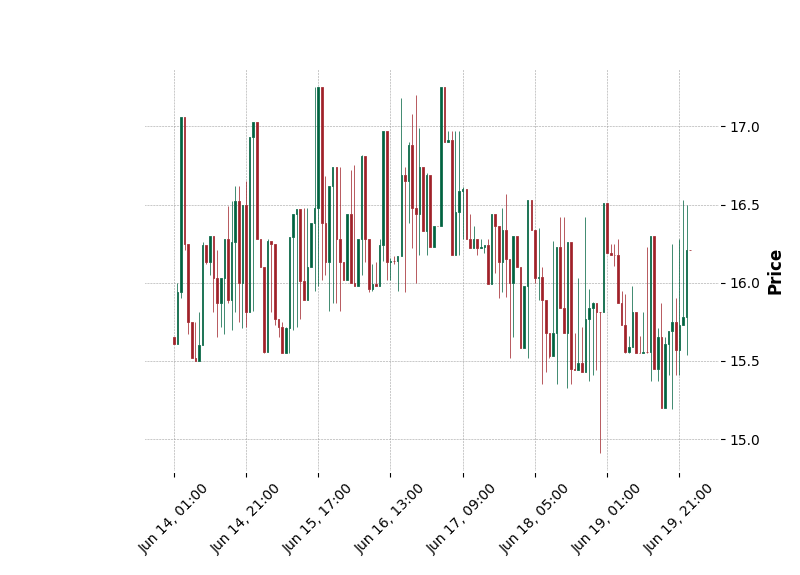 17.0
16.5
16.0
15.5
15.0
Price
Jun 14, 01:00
Jun 14, 21:00
Jun 15, 17:00
Jun 16, 13:00
Jun 17, 09:00
Jun 18, 05:00
Jun 19, 01:00
Jun 19, 21:00